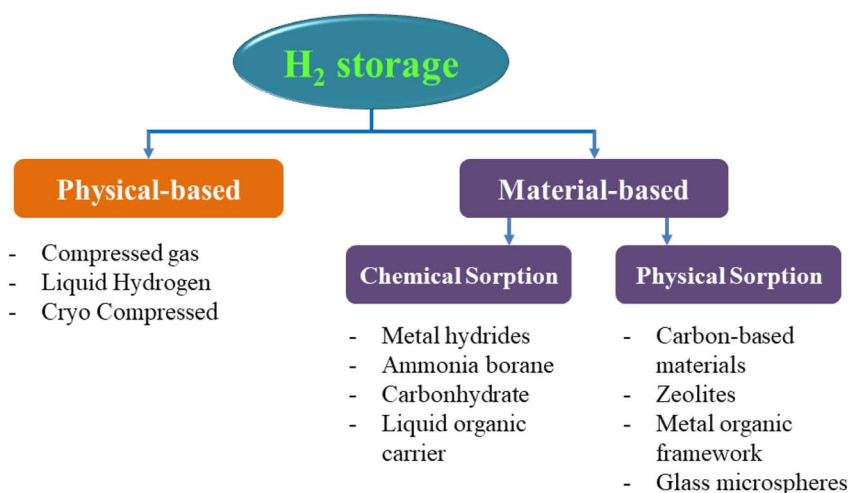 H₂ storage
Physical-based
- Compressed gas
- Liquid Hydrogen
- Cryo Compressed
Material-based
Chemical Sorption
- Metal hydrides
- Ammonia borane
- Carbonhydrate
- Liquid organic
carrier
Physical Sorption
- Carbon-based
materials
- Zeolites
- Metal organic
framework
- Glass microspheres